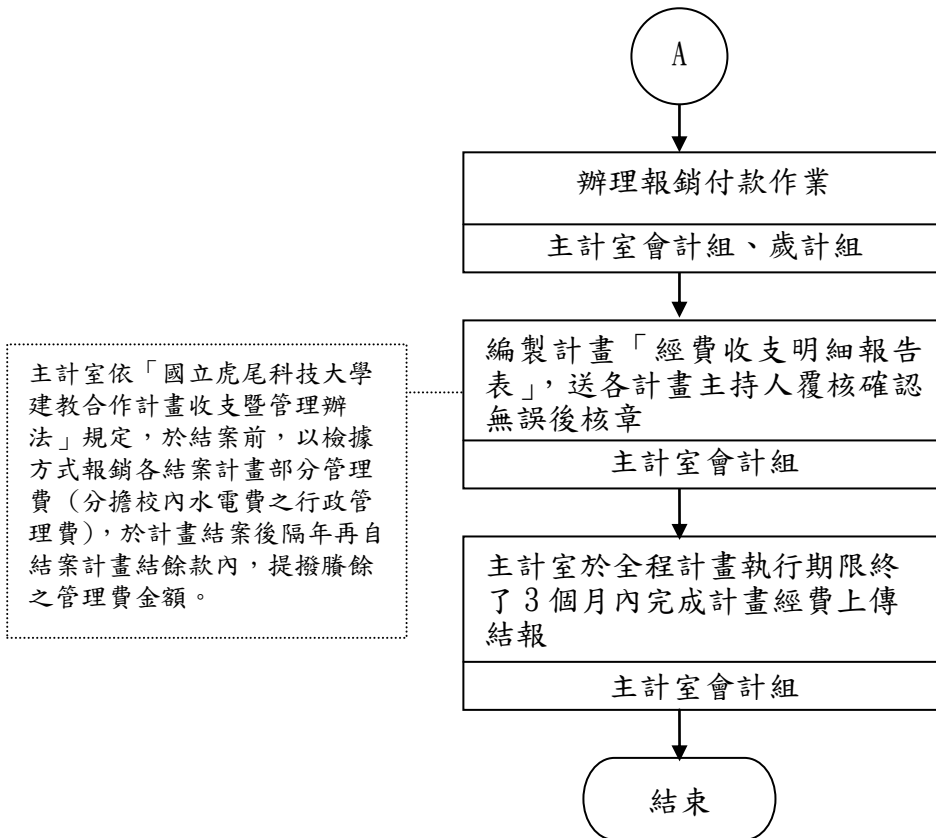 A
辦理報銷付款作業
主計室會計組、歲計組
編製計畫「經費收支明細報告
表」，送各計畫主持人覆核確認
無誤後核章
主計室會計組
主計室依「國立虎尾科技大學
建教合作計畫收支暨管理辦
法」規定，於結案前，以檢據
方式報銷各結案計畫部分管理
費（分擔校內水電費之行政管
理費），於計畫結案後隔年再自
結案計畫結餘款內，提撥賸餘
之管理費金額。
主計室於全程計畫執行期限終
了 3 個月內完成計畫經費上傳
結報
主計室會計組
結束